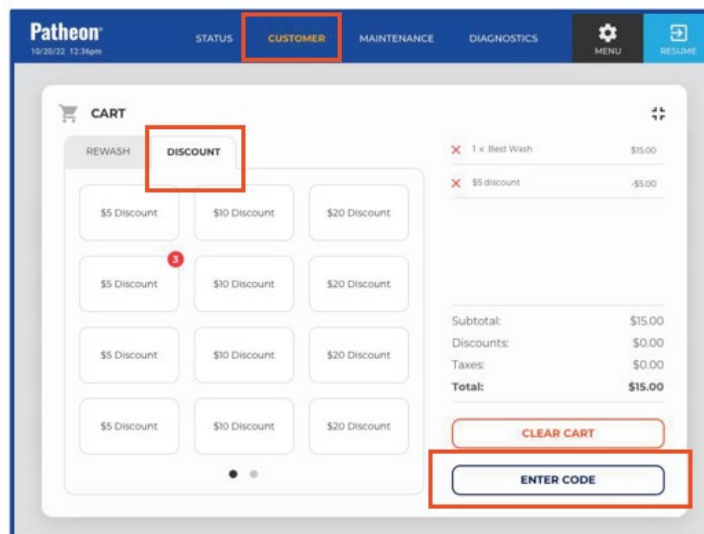 Patheon®
10/20/22 12:36pm
STATUS
CUSTOMER
MAINTENANCE
DIAGNOSTICS
MENU
RESUME
CART
REWASH
DISCOUNT
$5 Discount
$10 Discount
$20 Discount
3
$5 Discount
$10 Discount
$20 Discount
$5 Discount
$10 Discount
$20 Discount
$5 Discount
$10 Discount
$20 Discount
1 x Best Wash $15.00
$5 discount -$5.00
Subtotal: $15.00
Discounts: $0.00
Taxes: $0.00
Total: $15.00
CLEAR CART
ENTER CODE